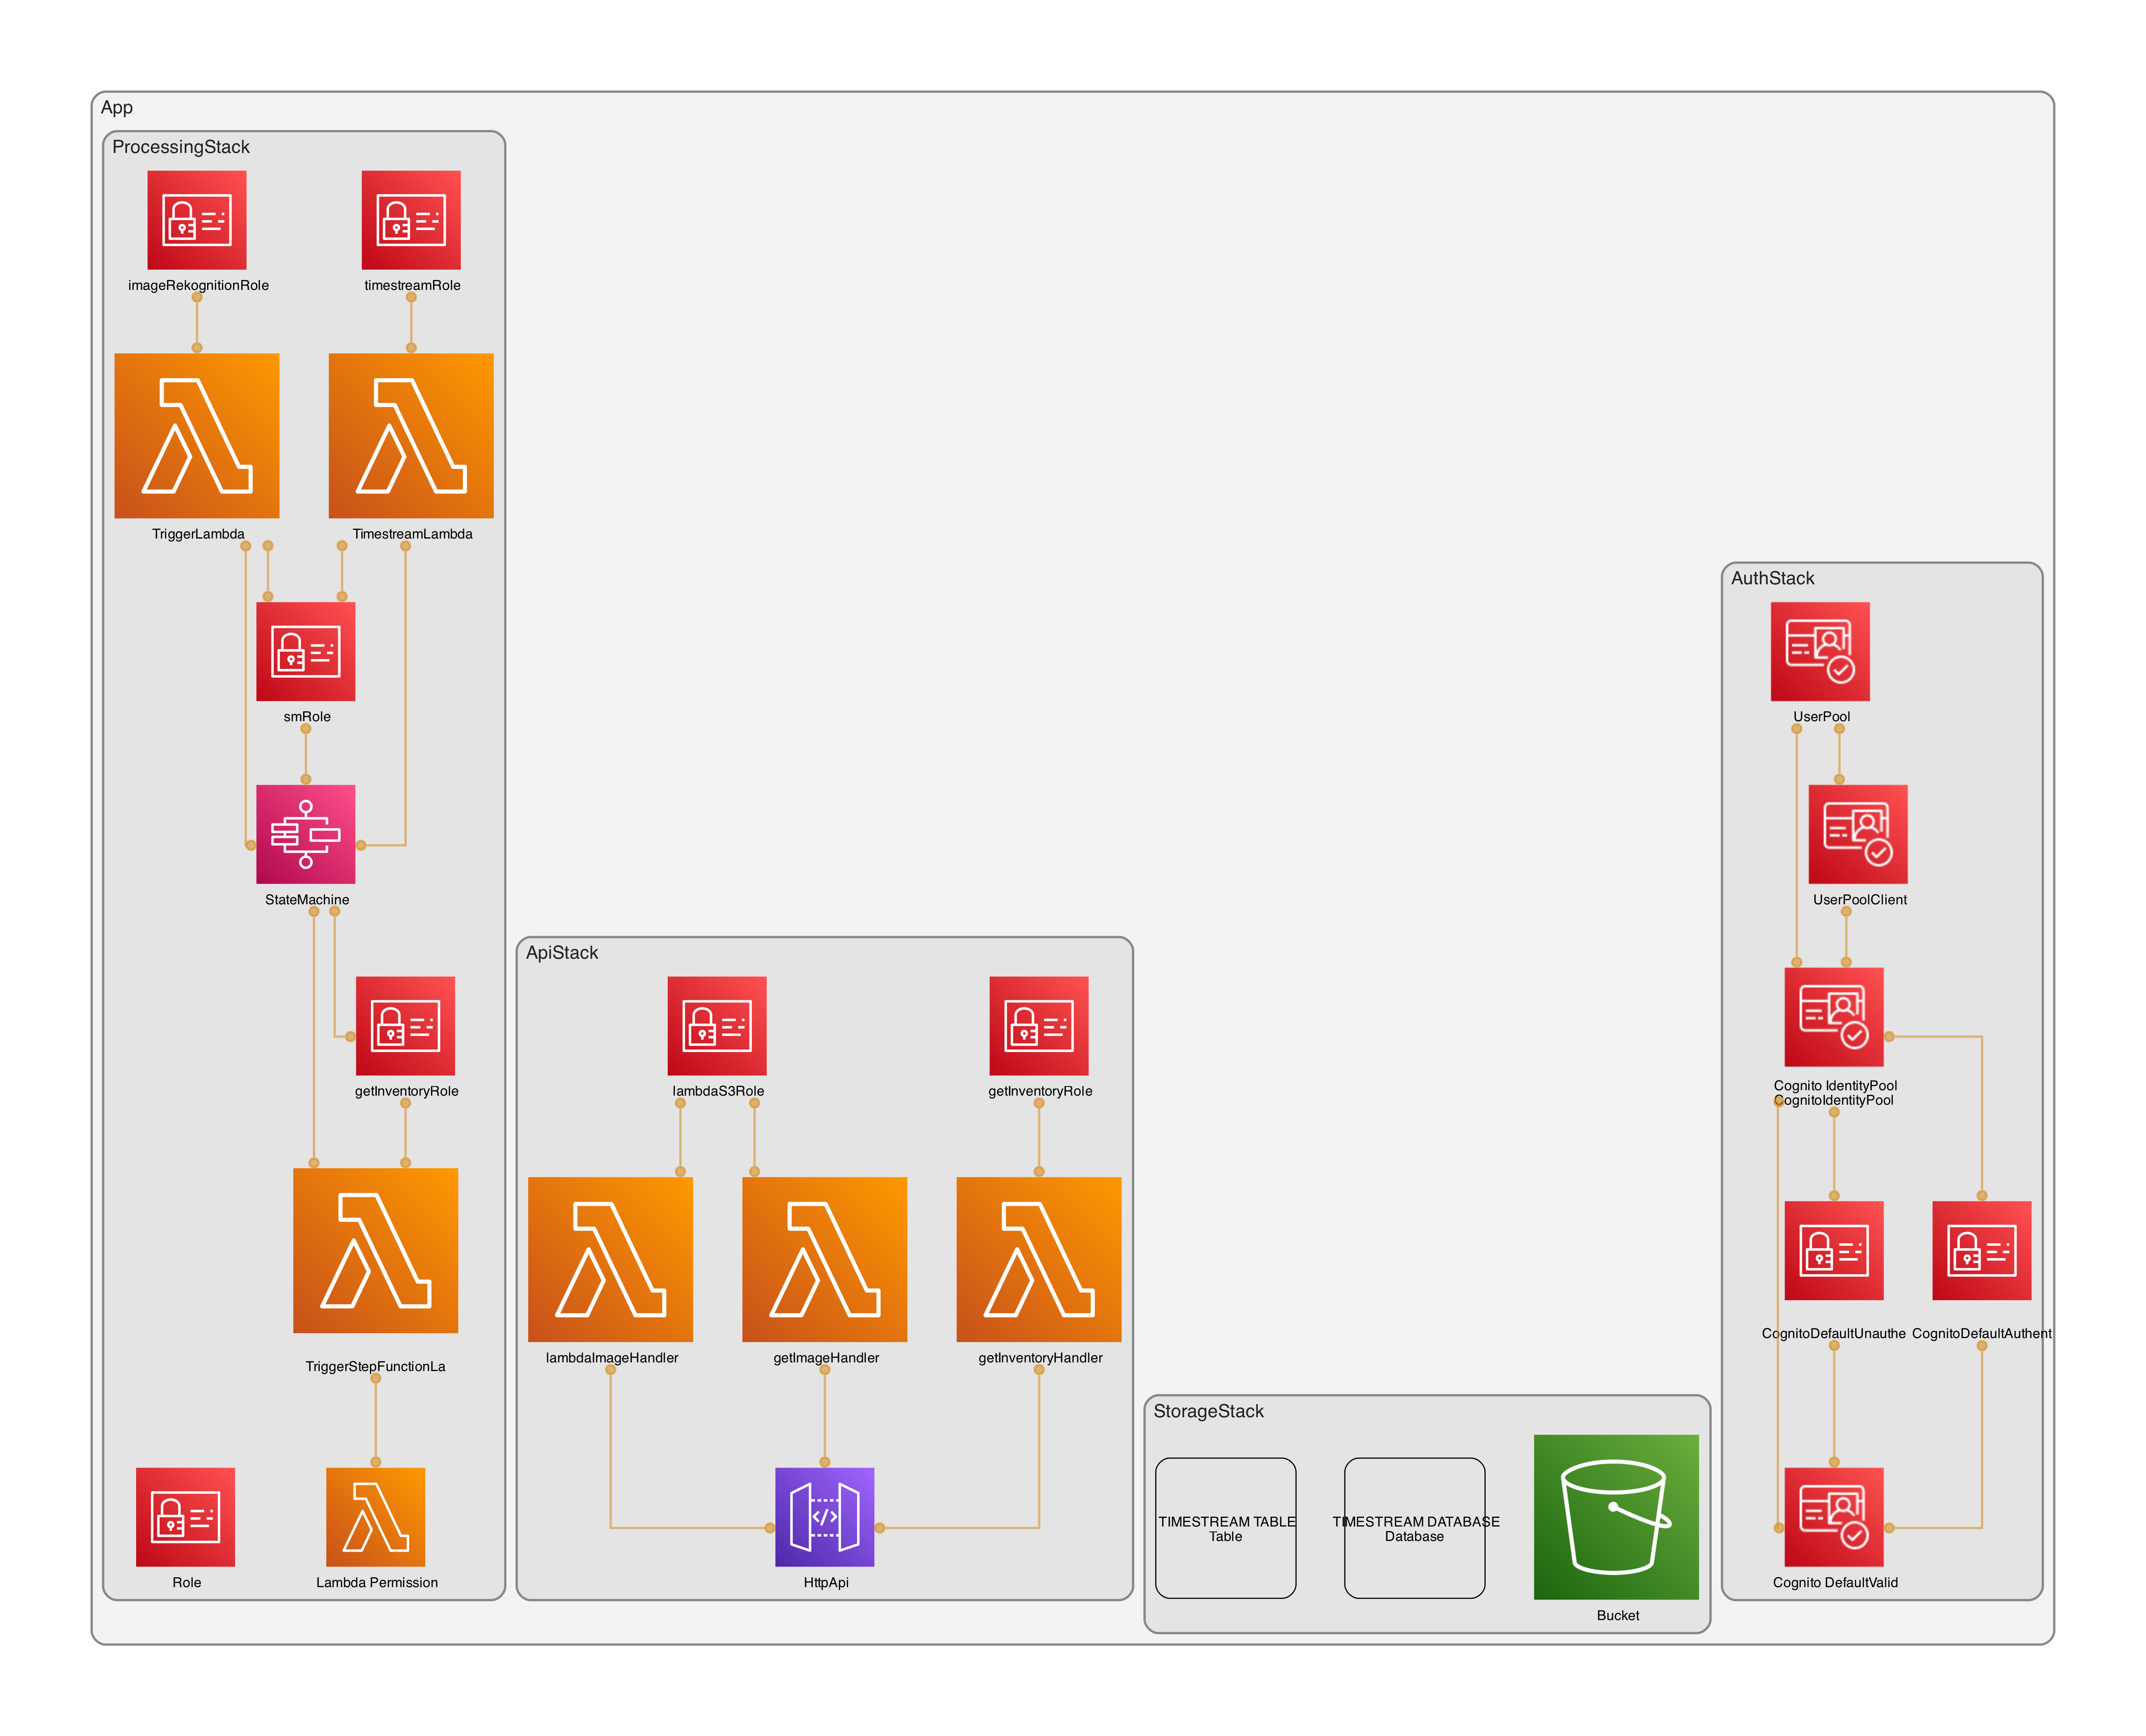 App
ProcessingStack
imageRekognitionRole
timestreamRole
TriggerLambda
TimestreamLambda
smRole
StateMachine
getInventoryRole
TriggerStepFunctionLa
Role
Lambda Permission
ApiStack
lambdaS3Role
getInventoryRole
lambdaImageHandler
getImageHandler
getInventoryHandler
HttpApi
StorageStack
TIMESTREAM TABLE
Table
TIMESTREAM DATABASE
Database
Bucket
AuthStack
UserPool
UserPoolClient
Cognito IdentityPool
CognitoIdentityPool
CognitoDefaultUnauthe
CognitoDefaultAuthent
Cognito DefaultValid